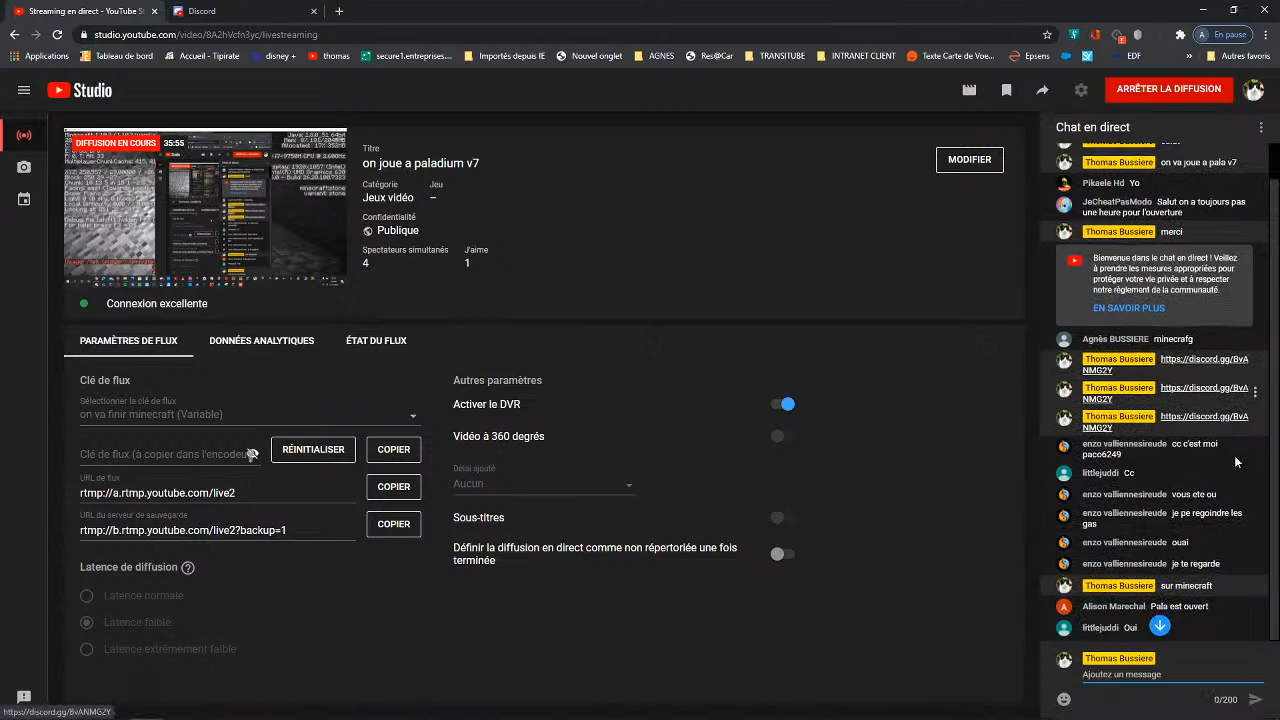 Streaming en direct - YouTube St
Discord
studio.youtube.com/video/8A2hVcfn3yc/livestreaming
En pause
Applications
Tableau de bord
Accueil - Tipirate
disney +
thomas
secure1.armatisses....
Importé depuis IE
Nouvel onglet
AGNES
Res@Car
TRANSITUBE
INTRANET CLIENT
Texte Carte de Voe...
Epsens
EDF
Autres favoris
Studio
ARRÊTER LA DIFFUSION
DIFFUSION EN COURS 35:55
Titre
on joue a paladium v7
MODIFIER
Catégorie Jeu
Jeux vidéo –
Confidentialité
Publique
Spectateurs simultanés J'aime
4 1
Connexion excellente
PARAMÈTRES DE FLUX DONNÉES ANALYTIQUES ÉTAT DU FLUX
Clé de flux
Sélectionner la clé de flux
on va finir minecraft (Variable)
Clé de flux (à copier dans l'encodeur
RÉINITIALISER
COPIER
URL de flux
rtmp://a.rtmp.youtube.com/live2
COPIER
URL du serveur de sauvegarde
rtmp://b.rtmp.youtube.com/live2?backup=1
COPIER
Latence de diffusion
Latence normale
Latence faible
Latence extrêmement faible
Autres paramètres
Activer le DVR
Vidéo à 360 degrés
Délai ajouté
Aucun
Sous-titres
Définir la diffusion en direct comme non répertoriée une fois
terminée
Chat en direct
Thomas Bussiere on va joue a pala v7
Pikaele Hd Yo
JeCheatPasModo Salut on a toujours pas
une heure pour l'ouverture
Thomas Bussiere merci
Bienvenue dans le chat en direct ! Veillez
à prendre les mesures appropriées pour
protéger votre vie privée et à respecter
notre règlement de la communauté.
EN SAVOIR PLUS
Agnès BUSSIERE minecrafg
Thomas Bussiere https://discord.gg/BvA
NMG2Y
Thomas Bussiere https://discord.gg/BvA
NMG2Y
Thomas Bussiere https://discord.gg/BvA
NMG2Y
enzo valliennesireude cc c'est moi
paco6249
littlejuddi Cc
enzo valliennesireude vous ete ou
enzo valliennesireude je pe regoindre les
gas
enzo valliennesireude ouai
enzo valliennesireude je te regarde
Thomas Bussiere sur minecraft
Alison Marechal Pala est ouvert
littlejuddi Oui
Thomas Bussiere
Ajoutez un message
0/200
https://discord.gg/BvANMG2Y